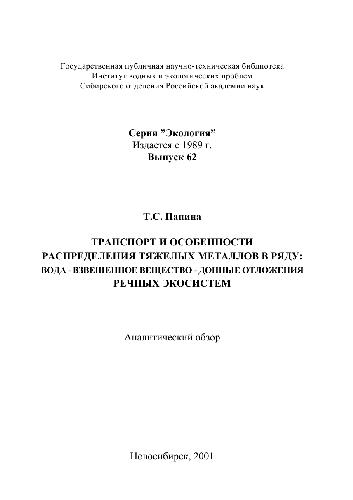 Государственная публичная научно-техническая библиотека
Институт водных и экологических проблем
Сибирского отделения Российской академии наук
Серия "Экология"
Издается с 1989 г.
Выпуск 62
Т.С. Папина
ТРАНСПОРТ И ОСОБЕННОСТИ
РАСПРЕДЕЛЕНИЯ ТЯЖЕЛЫХ МЕТАЛЛОВ В РЯДУ:
ВОДА - ВЗВЕШЕННОЕ ВЕЩЕСТВО - ДОННЫЕ ОТЛОЖЕНИЯ
РЕЧНЫХ ЭКОСИСТЕМ
Аналитический обзор
Новосибирск, 2001